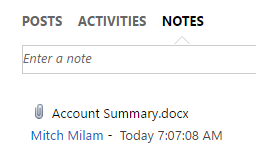 POSTS ACTIVITIES NOTES
Enter a note
Account Summary.docx
Mitch Milam - Today 7:07:08 AM